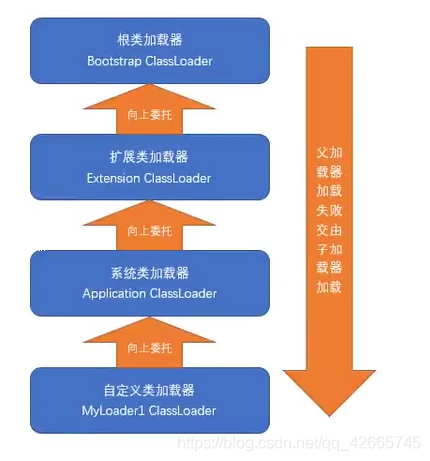 根类加载器
Bootstrap ClassLoader
向上委托
扩展类加载器
Extension ClassLoader
向上委托
系统类加载器
Application ClassLoader
向上委托
自定义类加载器
MyLoader1 ClassLoader
父加
载器
加载
失败
交由
子加
载器
加载
https://blog.csdn.net/qq_42665745